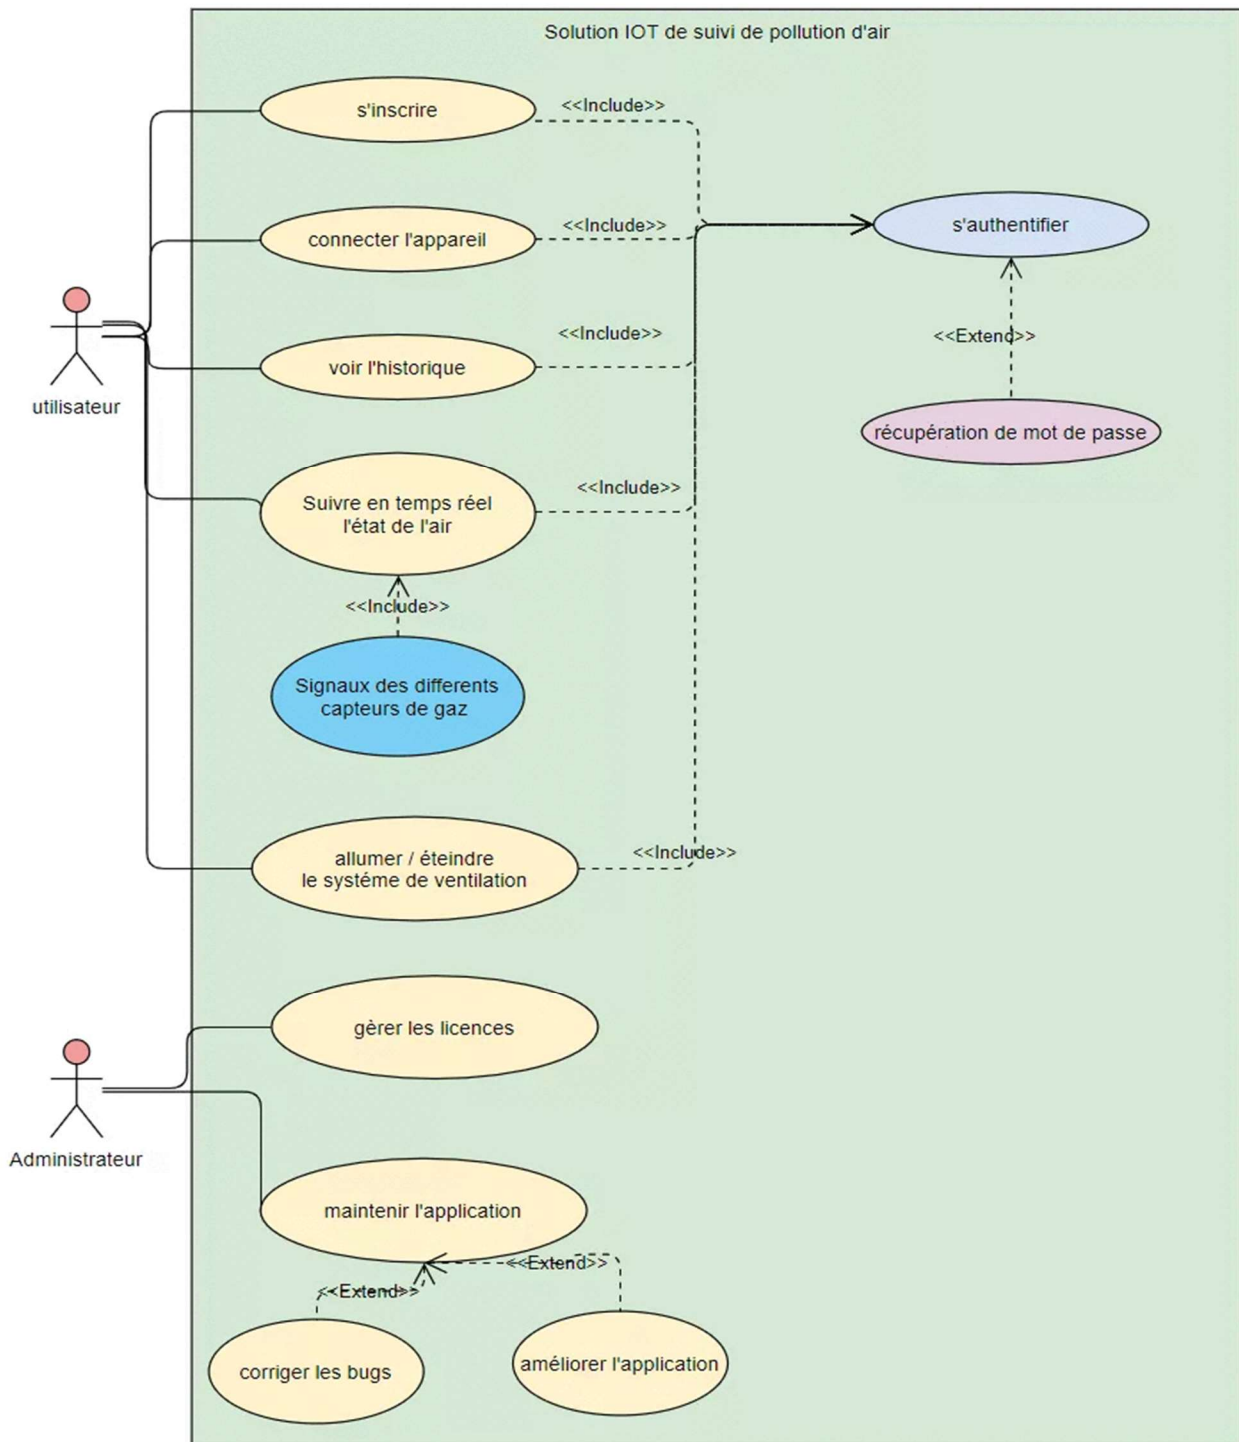 Solution IOT de suivi de pollution d'air
s'inscrire
<<Include>>
connecter l'appareil
<<Include>>
s'authentifier
voir l'historique
<<Include>>
<<Extend>>
utilisateur
récupération de mot de passe
Suivre en temps réel
l'état de l'air
<<Include>>
<<Include>>
Signaux des differents
capteurs de gaz
allumer / éteindre
le systéme de ventilation
<<Include>>
gèrer les licences
Administrateur
maintenir l'application
<<Extend>>
<<Extend>>
corriger les bugs
améliorer l'application